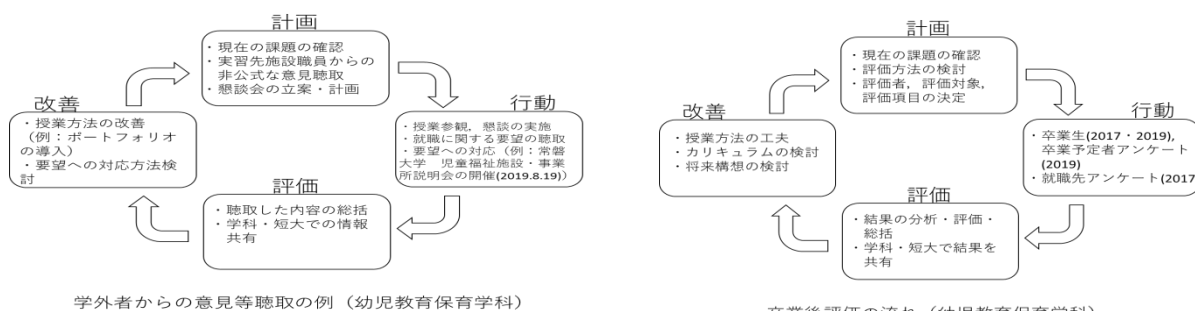 計画
・現在の課題の確認
・実習先施設職員からの
非公式な意見聴取
・懇談会の立案・計画
改善
・授業方法の改善
（例：ポートフォリオ
の導入）
・要望への対応方法検
討
行動
・授業参観，懇談の実施
・就職に関する要望の聴取
・要望への対応（例：常磐
大学　児童福祉施設・事業
所説明会の開催(2019.8.19)）
評価
・聴取した内容の総括
・学科・短大での情報
共有
学外者からの意見等聴取の例（幼児教育保育学科）
計画
・現在の課題の確認
・評価方法の検討
・評価者，評価対象，
評価項目の決定
改善
・授業方法の工夫
・カリキュラムの検討
・将来構想の検討
行動
・卒業生(2017・2019),
卒業予定者アンケート
(2019)
・就職先アンケート(2017
評価
・結果の分析・評価・
総括
・学科・短大で結果を
共有
卒業後評価の流れ（幼児教育保育学科）